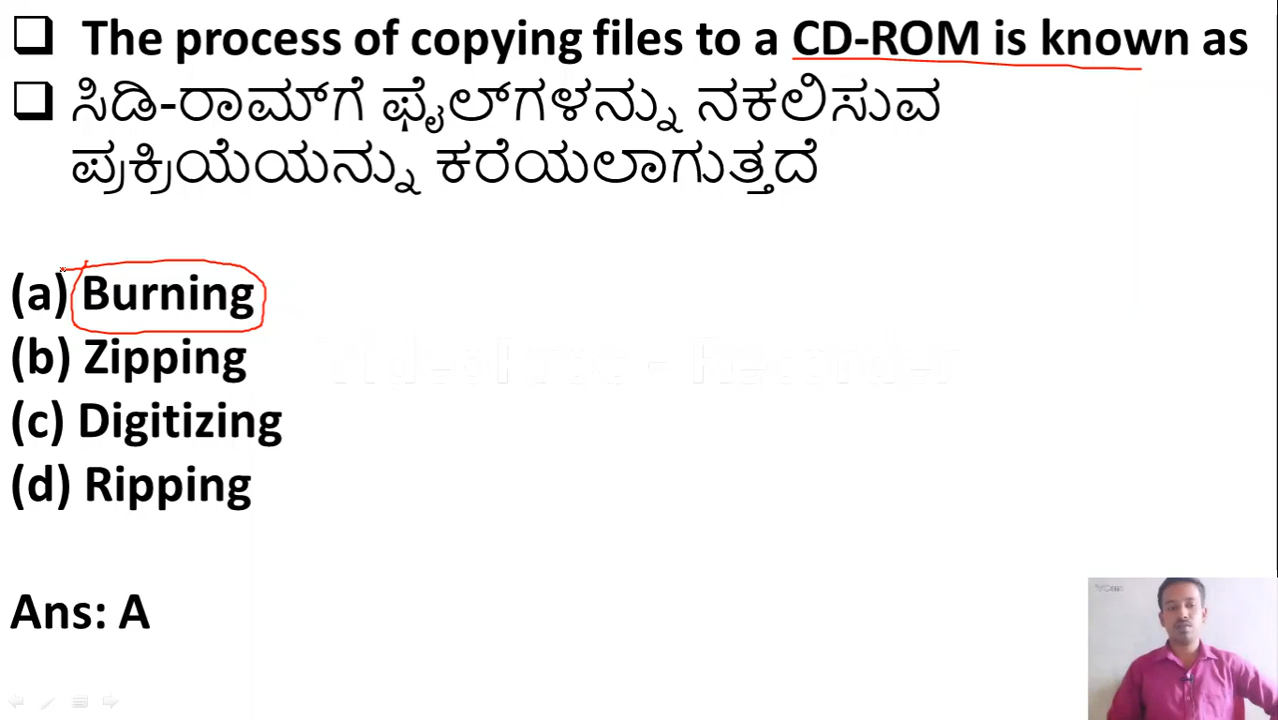 ❑ The process of copying files to a CD-ROM is known as
❑ ಸಿಡಿ-ರಾಮ್‌ಗೆ ಫೈಲ್‌ಗಳನ್ನು ನಕಲಿಸುವ
ಪ್ರಕ್ರಿಯೆಯನ್ನು ಕರೆಯಲಾಗುತ್ತದೆ
(a) Burning
(b) Zipping
(c) Digitizing
(d) Ripping
Ans: A